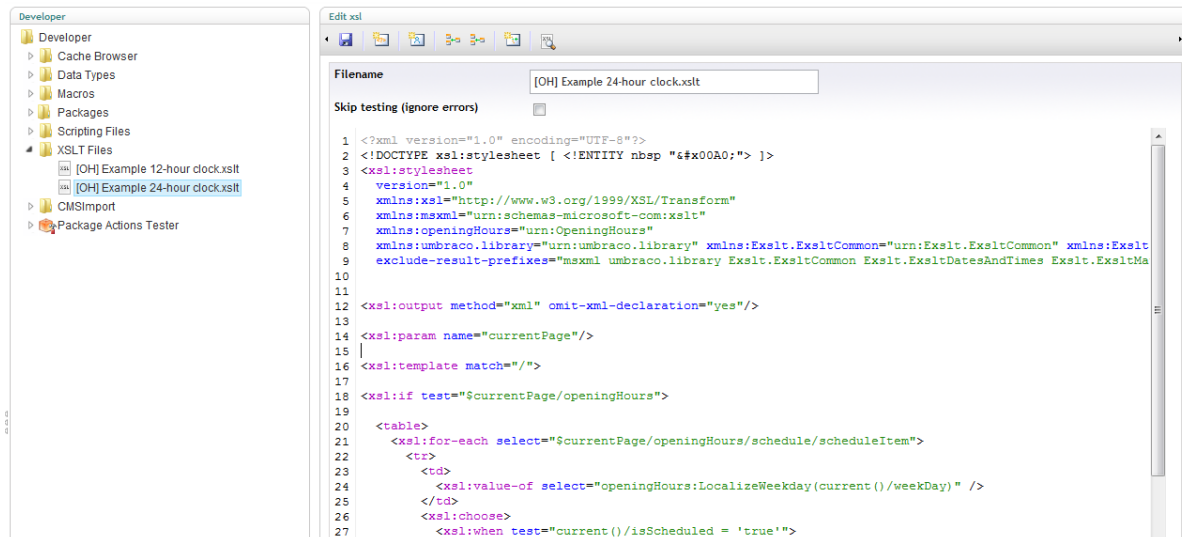 Developer
Developer
Cache Browser
Data Types
Macros
Packages
Scripting Files
XSLT Files
[OH] Example 12-hour clock.xslt
[OH] Example 24-hour clock.xslt
CMSImport
Package Actions Tester
Edit xsl
Filename
[OH] Example 24-hour clock.xslt
Skip testing (ignore errors)
1 <?xml version="1.0" encoding="UTF-8"?>
2 <!DOCTYPE xsl:stylesheet [ <!ENTITY nbsp "&#x00A0;"> ]>
3 <xsl:stylesheet
4 version="1.0"
5 xmlns:xsl="http://www.w3.org/1999/XSL/Transform"
6 xmlns:msxml="urn:schemas-microsoft-com:xslt"
7 xmlns:openingHours="urn:OpeningHours"
8 xmlns:umbraco.library="urn:umbraco.library" xmlns:Exslt.ExsltCommon="urn:Exslt.ExsltCommon" xmlns:Exslt
9 exclude-result-prefixes="msxml umbraco.library Exslt.ExsltCommon Exslt.ExsltDatesAndTimes Exslt.ExsltMa
10
11
12 <xsl:output method="xml" omit-xml-declaration="yes"/>
13
14 <xsl:param name="currentPage"/>
15
16 <xsl:template match="/">
17
18 <xsl:if test="$currentPage/openingHours">
19
20 <table>
21 <xsl:for-each select="$currentPage/openingHours/schedule/scheduleItem">
22 <tr>
23 <td>
24 <xsl:value-of select="openingHours:LocalizeWeekday(current()/weekDay)" />
25 </td>
26 <xsl:choose>
27 <xsl:when test="current()/isScheduled = 'true'">